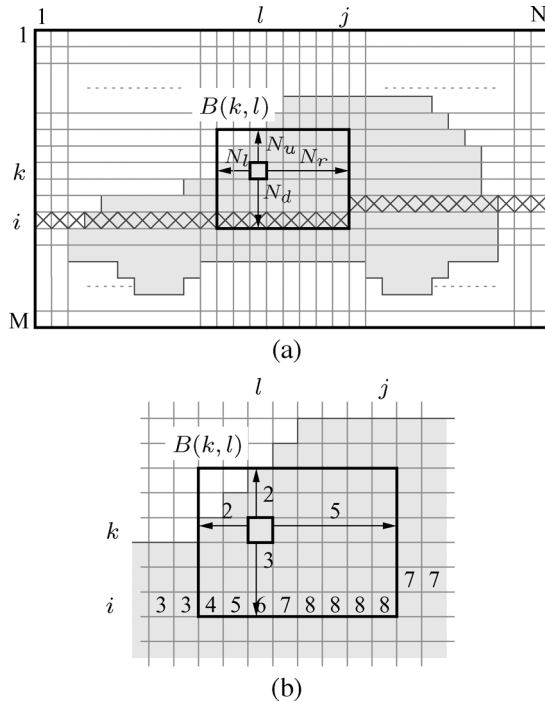 1 l j N
1
B(k, l)
N_u
N_l N_r
k
N_d
i
M
(a)
l j
B(k, l)
2
2 5
k
3
7 7
i 3 3 4 5 6 7 8 8 8 8
(b)